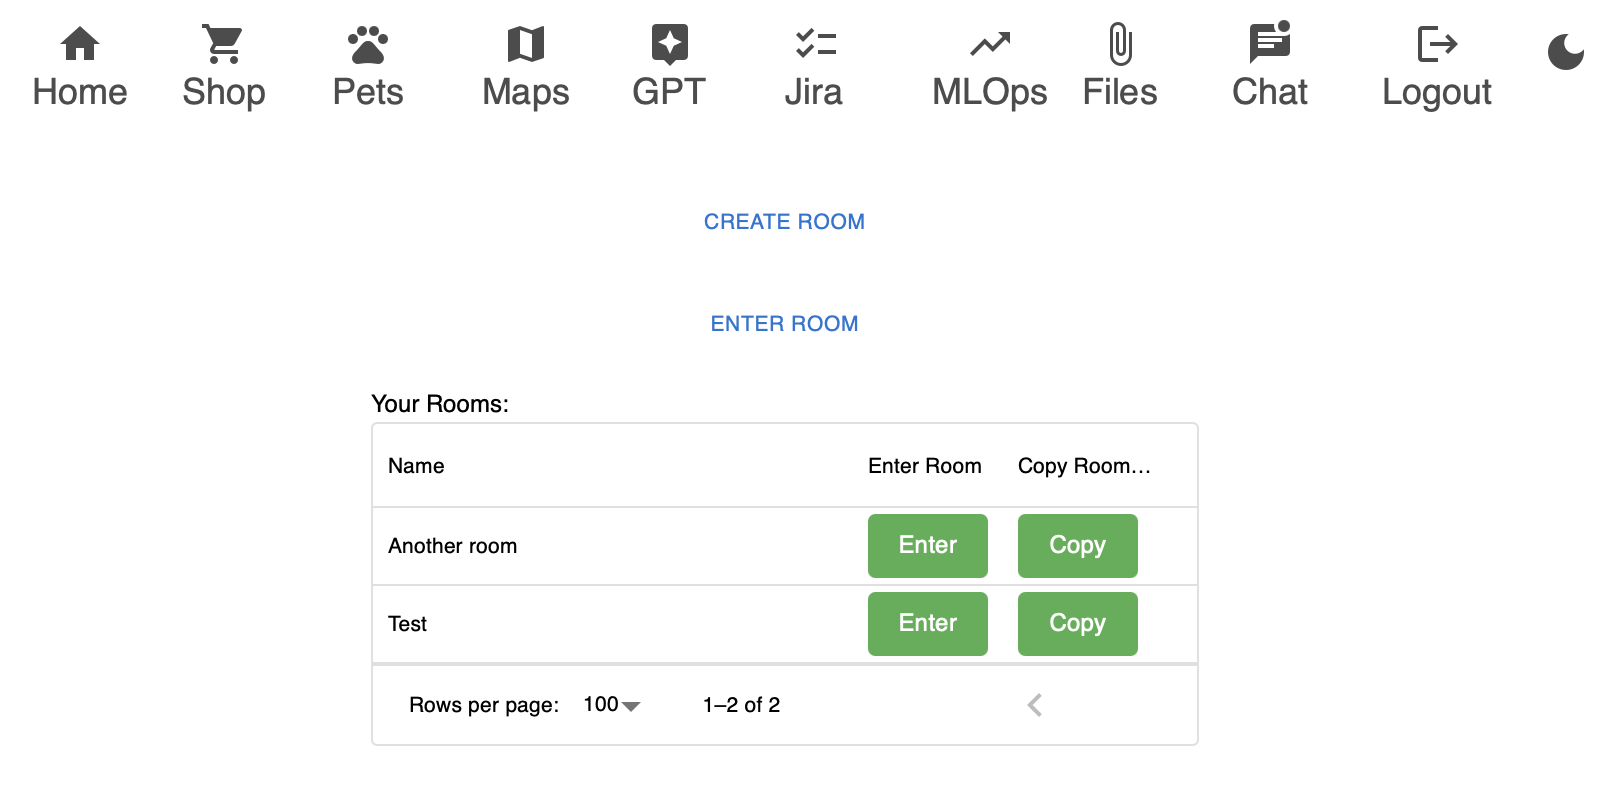 Home Shop Pets Maps GPT Jira MLOps Files Chat Logout
CREATE ROOM
ENTER ROOM
Your Rooms:
Name Enter Room Copy Room...
Another room Enter Copy
Test Enter Copy
Rows per page: 100 1–2 of 2